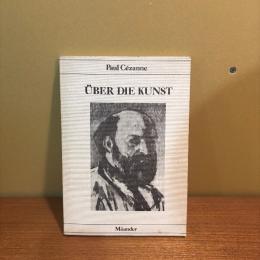 Paul Cézanne
ÜBER DIE KUNST
Mäander